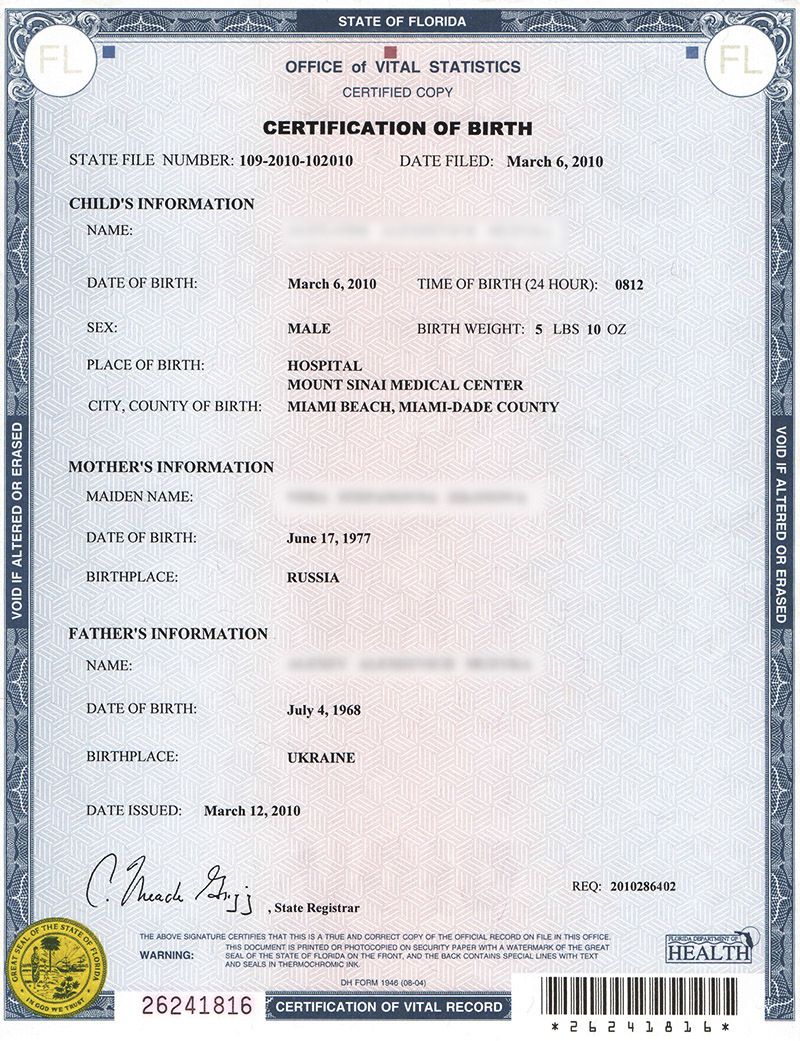 STATE OF FLORIDA
FL FL
OFFICE of VITAL STATISTICS
CERTIFIED COPY
CERTIFICATION OF BIRTH
STATE FILE NUMBER: 109-2010-102010 DATE FILED: March 6, 2010
CHILD'S INFORMATION
NAME:
DATE OF BIRTH: March 6, 2010 TIME OF BIRTH (24 HOUR): 0812
SEX: MALE BIRTH WEIGHT: 5 LBS 10 OZ
PLACE OF BIRTH: HOSPITAL
MOUNT SINAI MEDICAL CENTER
CITY, COUNTY OF BIRTH: MIAMI BEACH, MIAMI-DADE COUNTY
VOID IF ALTERED OR ERASED
VOID IF ALTERED OR ERASED
MOTHER'S INFORMATION
MAIDEN NAME:
DATE OF BIRTH: June 17, 1977
BIRTHPLACE: RUSSIA
FATHER'S INFORMATION
NAME:
DATE OF BIRTH: July 4, 1968
BIRTHPLACE: UKRAINE
DATE ISSUED: March 12, 2010
REQ: 2010286402
C. Meade
, State Registrar
GREAT SEAL OF THE STATE OF FLORIDA
IN GOD WE TRUST
THE ABOVE SIGNATURE CERTIFIES THAT THIS IS A TRUE AND CORRECT COPY OF THE OFFICIAL RECORD ON FILE IN THIS OFFICE.
WARNING: THIS DOCUMENT IS PRINTED OR PHOTOCOPIED ON SECURITY PAPER WITH A WATERMARK OF THE GREAT
SEAL OF THE STATE OF FLORIDA ON THE FRONT, AND THE BACK CONTAINS SPECIAL LINES WITH TEXT
AND SEALS IN THERMOCHROMIC INK.
FLORIDA DEPARTMENT OF
HEALTH
DH FORM 1946 (08-04)
26241816
CERTIFICATION OF VITAL RECORD
*26241816*